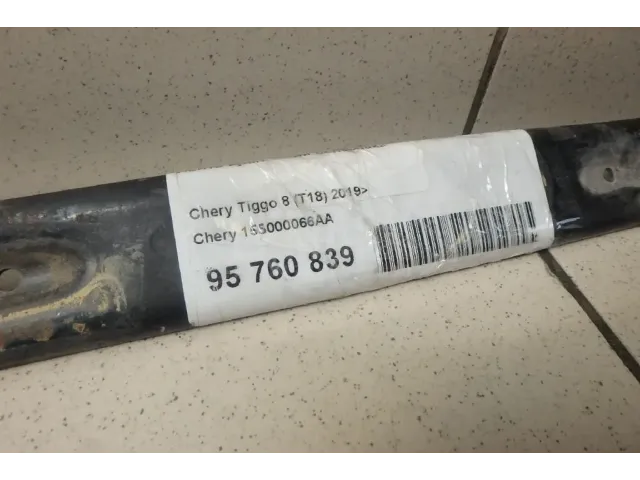 Chery Tiggo 8 (T18) 2019>
Chery 155000066AA
95 760 839